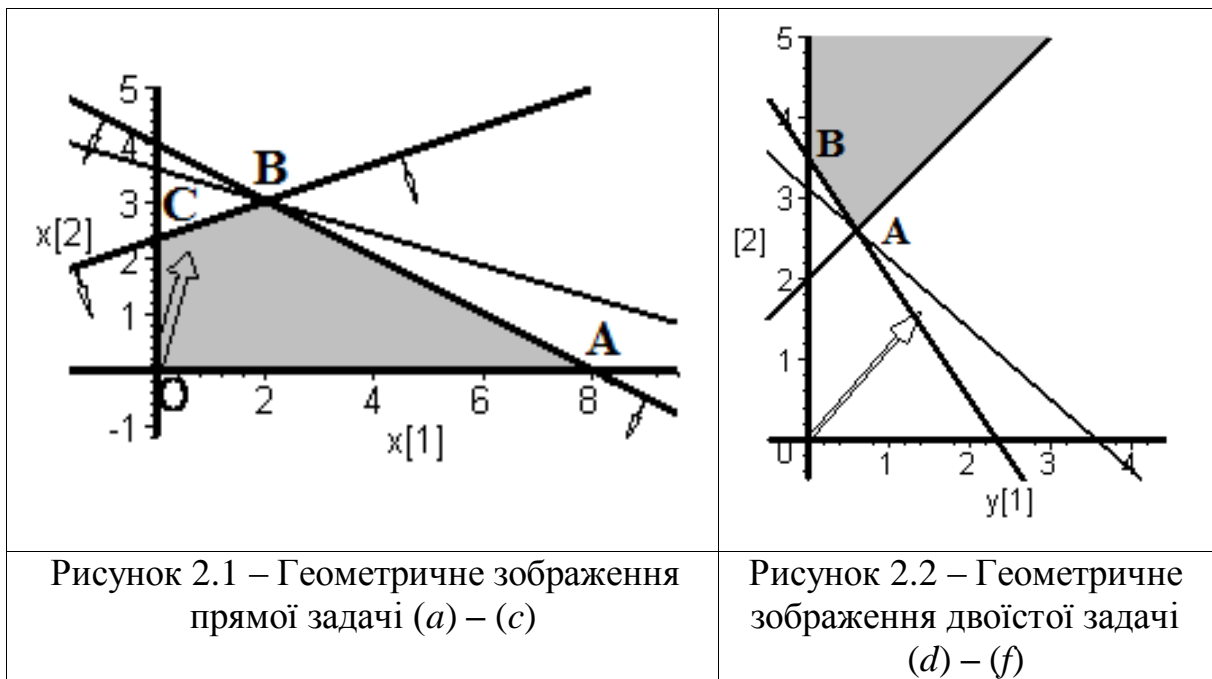 5
4
3
2
1
-1
x[2]
O
2
4
6
8
x[1]
A
B
C
5
4
3
2
1
[2]
0
1
2
3
4
y[1]
B
A
Рисунок 2.1 – Геометричне зображення
прямої задачі (a) – (c)
Рисунок 2.2 – Геометричне
зображення двоїстої задачі
(d) – (f)